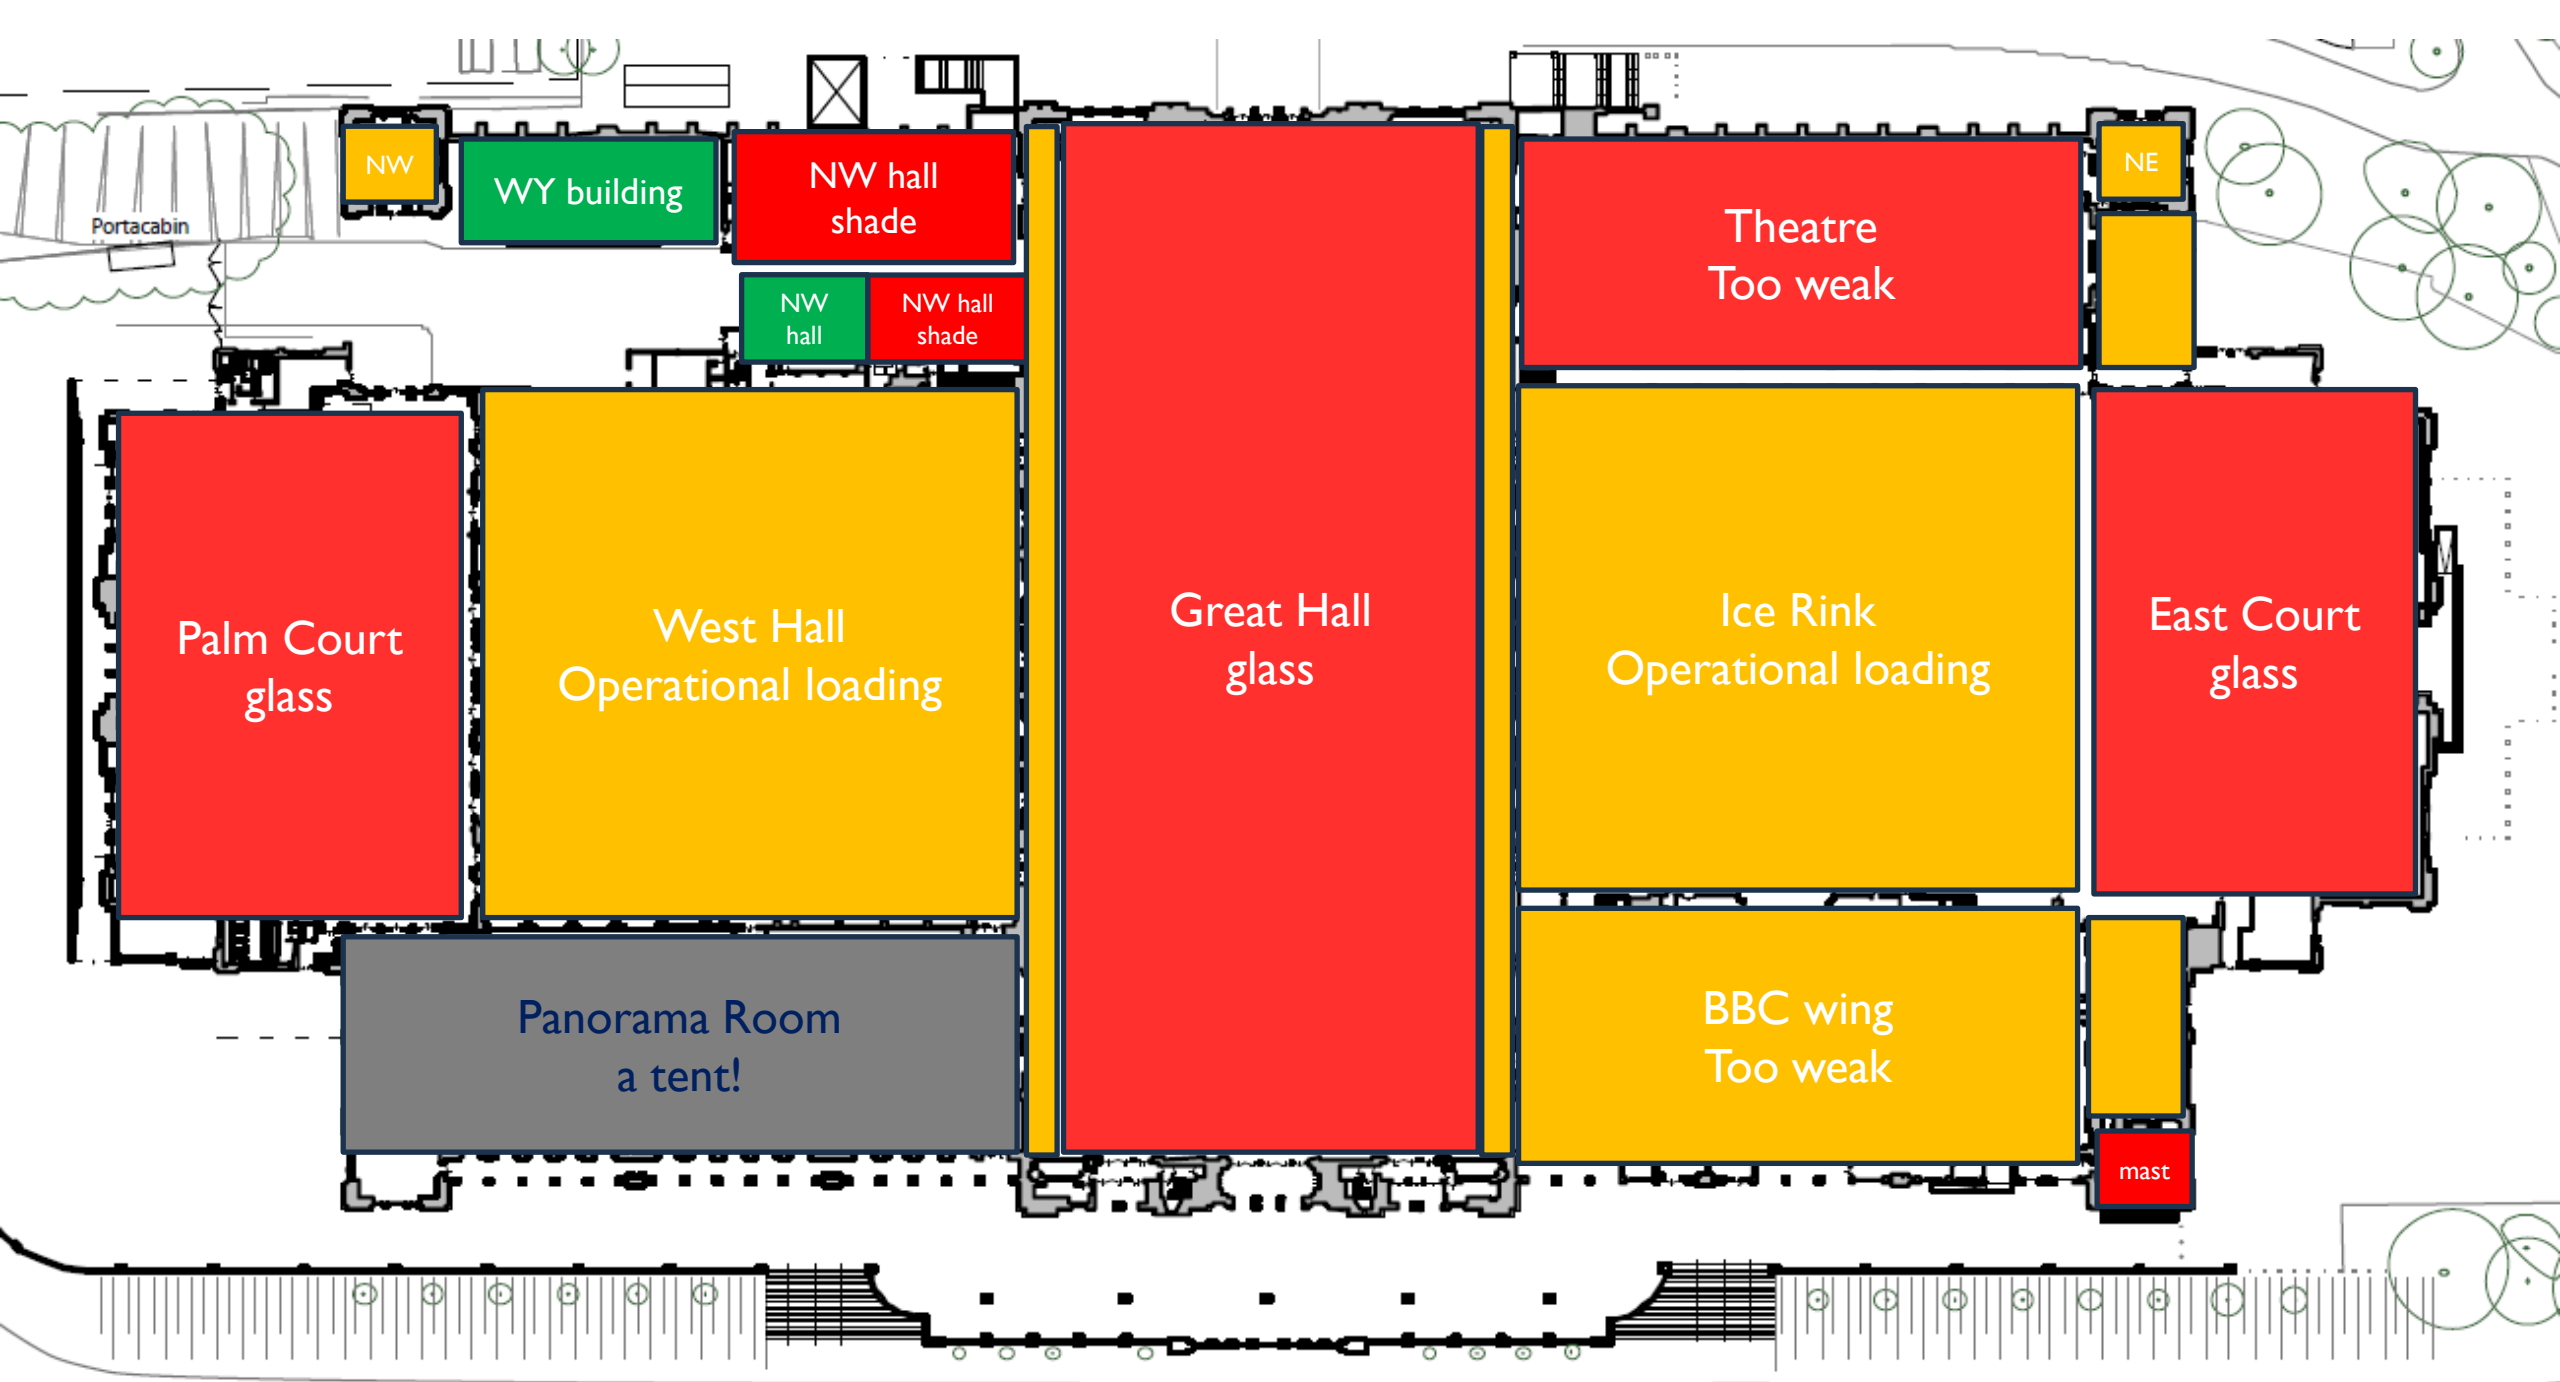 NW
WY building
NW hall
shade
NE
Portacabin
Theatre
Too weak
NW
hall
NW hall
shade
Palm Court
glass
West Hall
Operational loading
Great Hall
glass
Ice Rink
Operational loading
East Court
glass
Panorama Room
a tent!
BBC wing
Too weak
mast